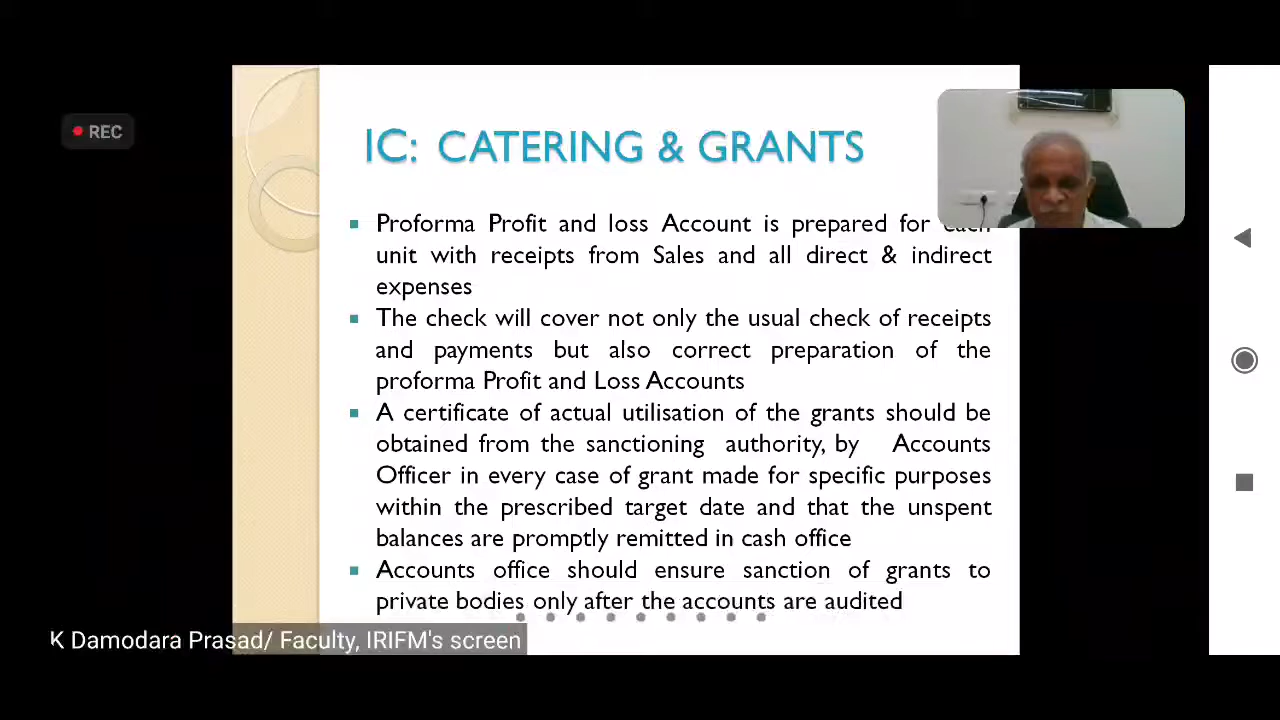 REC
IC: CATERING & GRANTS
Proforma Profit and loss Account is prepared for each
unit with receipts from Sales and all direct & indirect
expenses
The check will cover not only the usual check of receipts
and payments but also correct preparation of the
proforma Profit and Loss Accounts
A certificate of actual utilisation of the grants should be
obtained from the sanctioning authority, by Accounts
Officer in every case of grant made for specific purposes
within the prescribed target date and that the unspent
balances are promptly remitted in cash office
Accounts office should ensure sanction of grants to
private bodies only after the accounts are audited
K Damodara Prasad/ Faculty, IRIFM's screen